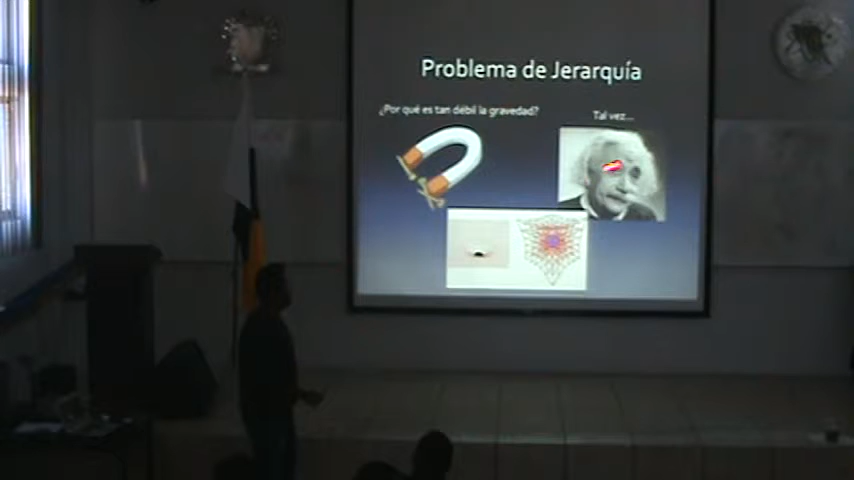 Problema de Jerarquía
¿Por qué es tan débil la gravedad?
Tal vez...